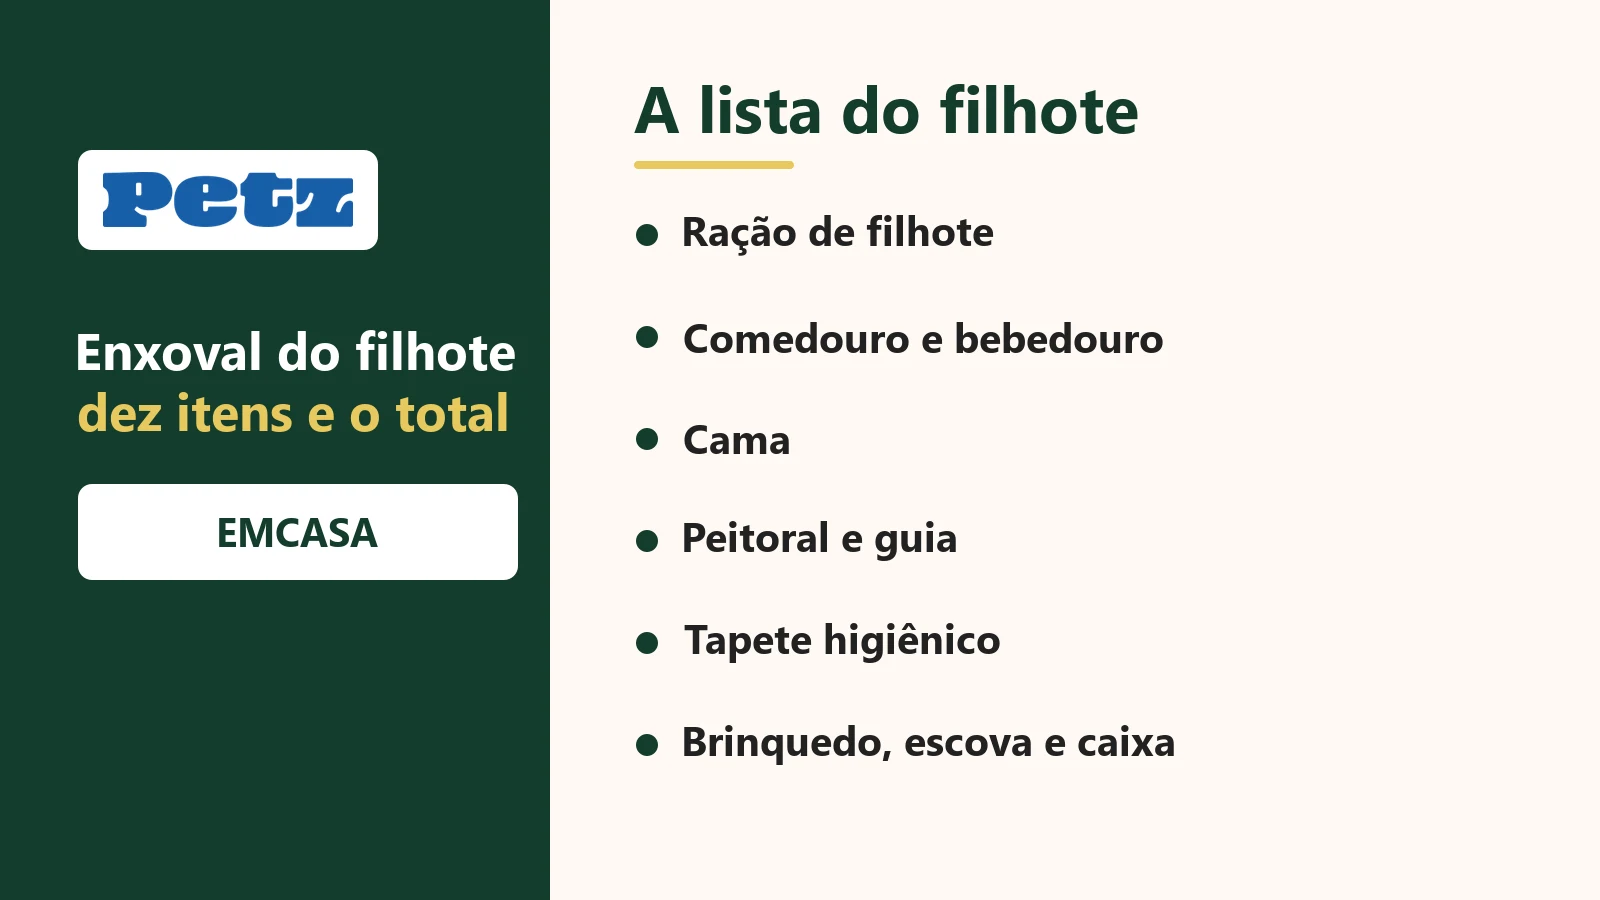 Petz
Enxoval do filhote
dez itens e o total
EMCASA
A lista do filhote
Ração de filhote
Comedouro e bebedouro
Cama
Peitoral e guia
Tapete higiênico
Brinquedo, escova e caixa